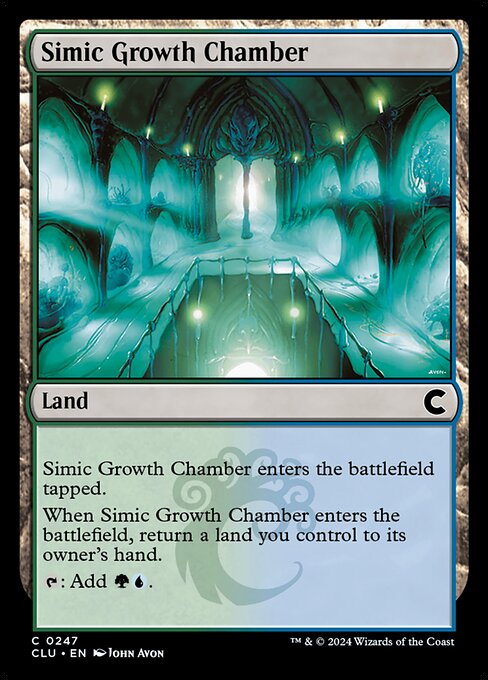 Simic Growth Chamber
AVON-
Land
Simic Growth Chamber enters the battlefield
tapped.
When Simic Growth Chamber enters the
battlefield, return a land you control to its
owner's hand.
: Add .
C 0247
CLU • EN JOHN AVON
™ & © 2024 Wizards of the Coast